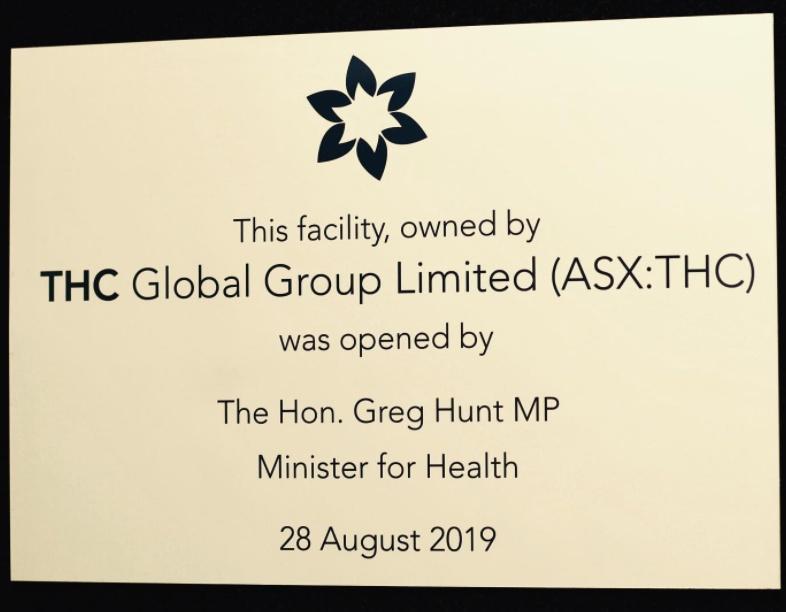 This facility, owned by
THC Global Group Limited (ASX:THC)
was opened by
The Hon. Greg Hunt MP
Minister for Health
28 August 2019